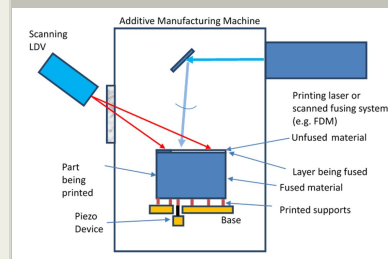 Additive Manufacturing Machine
Scanning
LDV
Printing laser or
scanned fusing system
(e.g. FDM)
Unfused material
Layer being fused
Fused material
Printed supports
Part
being
printed
Piezo
Device
Base